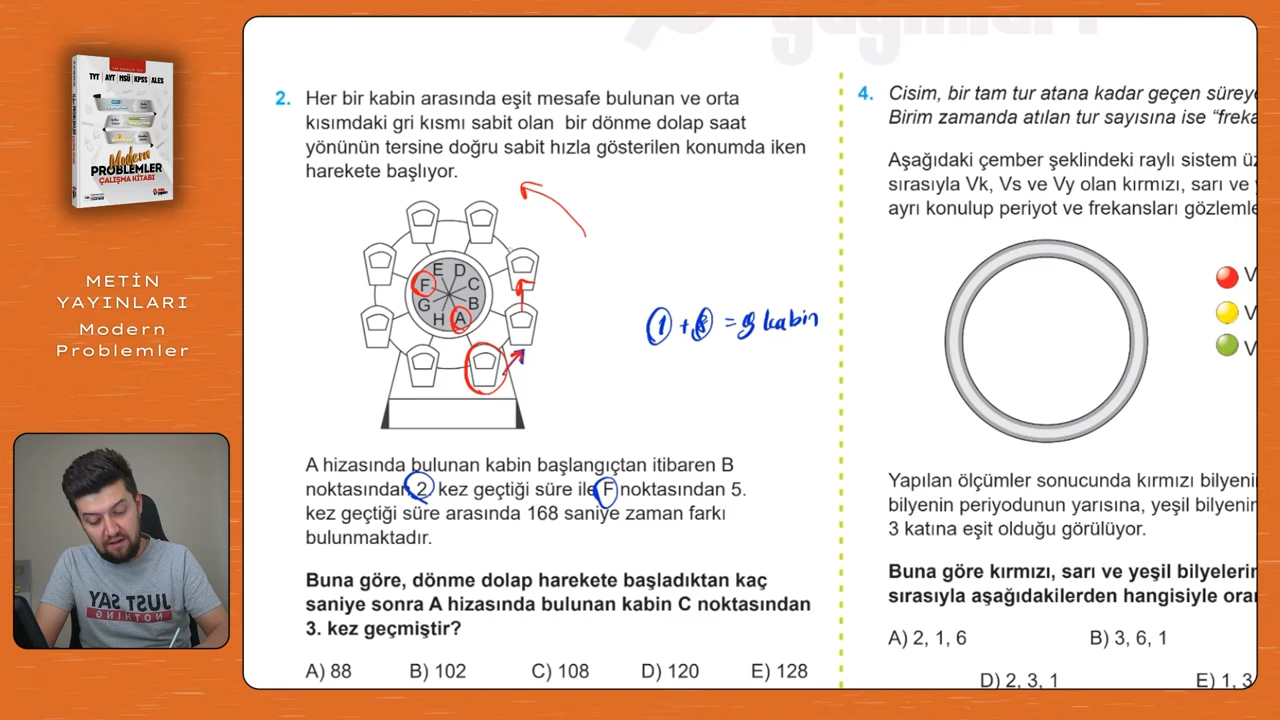 yayınları
TYT | AYT | MSÜ | KPSS | ALES
Modern
PROBLEMLER
ÇALIŞMA KİTABI
METİN
YAYINLARI
Modern
Problemler
JUST SAY
NOTHING
2. Her bir kabin arasında eşit mesafe bulunan ve orta
kısımdaki gri kısmı sabit olan bir dönme dolap saat
yönünün tersine doğru sabit hızla gösterilen konumda iken
harekete başlıyor.
E D
F C
G B
H A
1 + 8 = 9 kabin
A hizasında bulunan kabin başlangıçtan itibaren B
noktasından 2 kez geçtiği süre ile F noktasından 5.
kez geçtiği süre arasında 168 saniye zaman farkı
bulunmaktadır.
Buna göre, dönme dolap harekete başladıktan kaç
saniye sonra A hizasında bulunan kabin C noktasından
3. kez geçmiştir?
A) 88 B) 102 C) 108 D) 120 E) 128
4. Cisim, bir tam tur atana kadar geçen süreye
Birim zamanda atılan tur sayısına ise “freka
Aşağıdaki çember şeklindeki raylı sistem üz
sırasıyla Vk, Vs ve Vy olan kırmızı, sarı ve y
ayrı konulup periyot ve frekansları gözlemle
V
V
V
Yapılan ölçümler sonucunda kırmızı bilyenin
bilyenin periyodunun yarısına, yeşil bilyenin
3 katına eşit olduğu görülüyor.
Buna göre kırmızı, sarı ve yeşil bilyelerin
sırasıyla aşağıdakilerden hangisiyle oran
A) 2, 1, 6 B) 3, 6, 1
D) 2, 3, 1 E) 1, 3